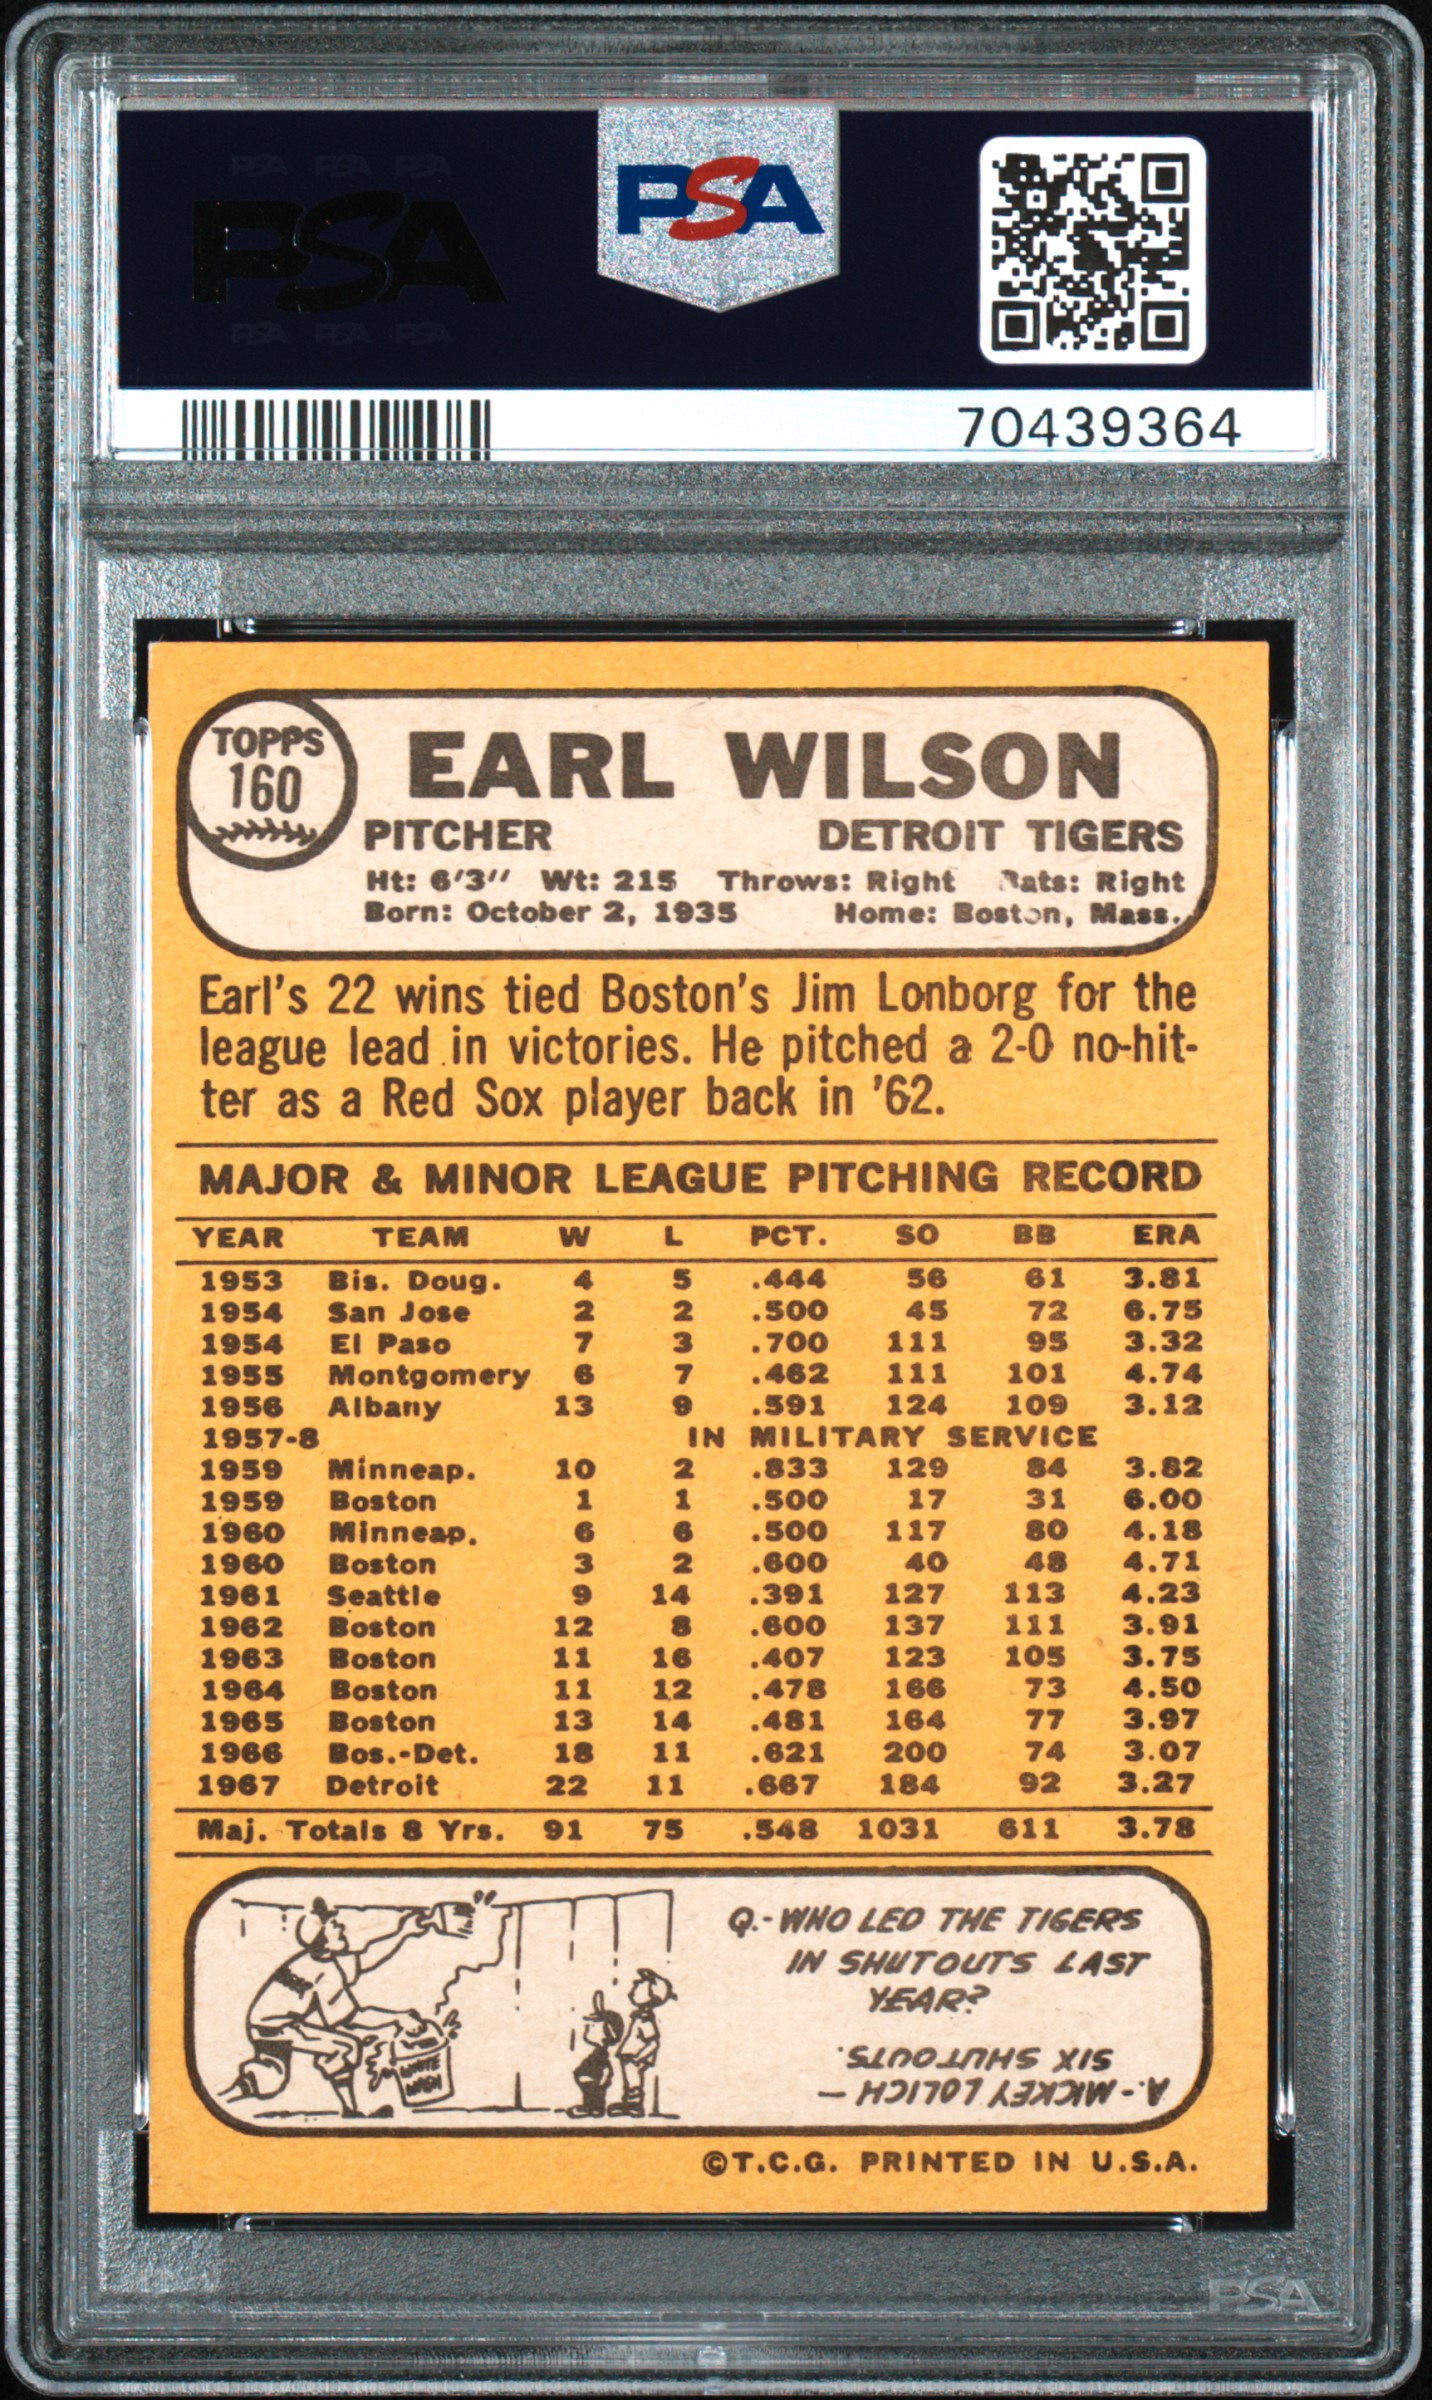 PSA PSA PSA
PSA
PSA PSA PSA
PSA
70439364
TOPPS
160
EARL WILSON
PITCHER DETROIT TIGERS
Ht: 6'3" Wt: 215 Throws: Right Bats: Right
Born: October 2, 1935 Home: Boston, Mass.
Earl's 22 wins tied Boston's Jim Lonborg for the
league lead in victories. He pitched a 2-0 no-hit-
ter as a Red Sox player back in '62.
MAJOR & MINOR LEAGUE PITCHING RECORD
YEAR TEAM W L PCT. SO BB ERA
1953 Bis. Doug. 4 5 .444 56 61 3.81
1954 San Jose 2 2 .500 45 72 6.75
1954 El Paso 7 3 .700 111 95 3.32
1955 Montgomery 6 7 .462 111 101 4.74
1956 Albany 13 9 .591 124 109 3.12
1957-8 IN MILITARY SERVICE
1959 Minneap. 10 2 .833 129 84 3.82
1959 Boston 1 1 .500 17 31 6.00
1960 Minneap. 6 6 .500 117 80 4.18
1960 Boston 3 2 .600 40 48 4.71
1961 Seattle 9 14 .391 127 113 4.23
1962 Boston 12 8 .600 137 111 3.91
1963 Boston 11 16 .407 123 105 3.75
1964 Boston 11 12 .478 166 73 4.50
1965 Boston 13 14 .481 164 77 3.97
1966 Bos.-Det. 18 11 .621 200 74 3.07
1967 Detroit 22 11 .667 184 92 3.27
Maj. Totals 8 Yrs. 91 75 .548 1031 611 3.78
WHITE
WASH
Q.-WHO LED THE TIGERS
IN SHUTOUTS LAST
YEAR?
A.-MICKEY LOLICH —
SIX SHUTOUTS.
©T.C.G. PRINTED IN U.S.A.
PSA